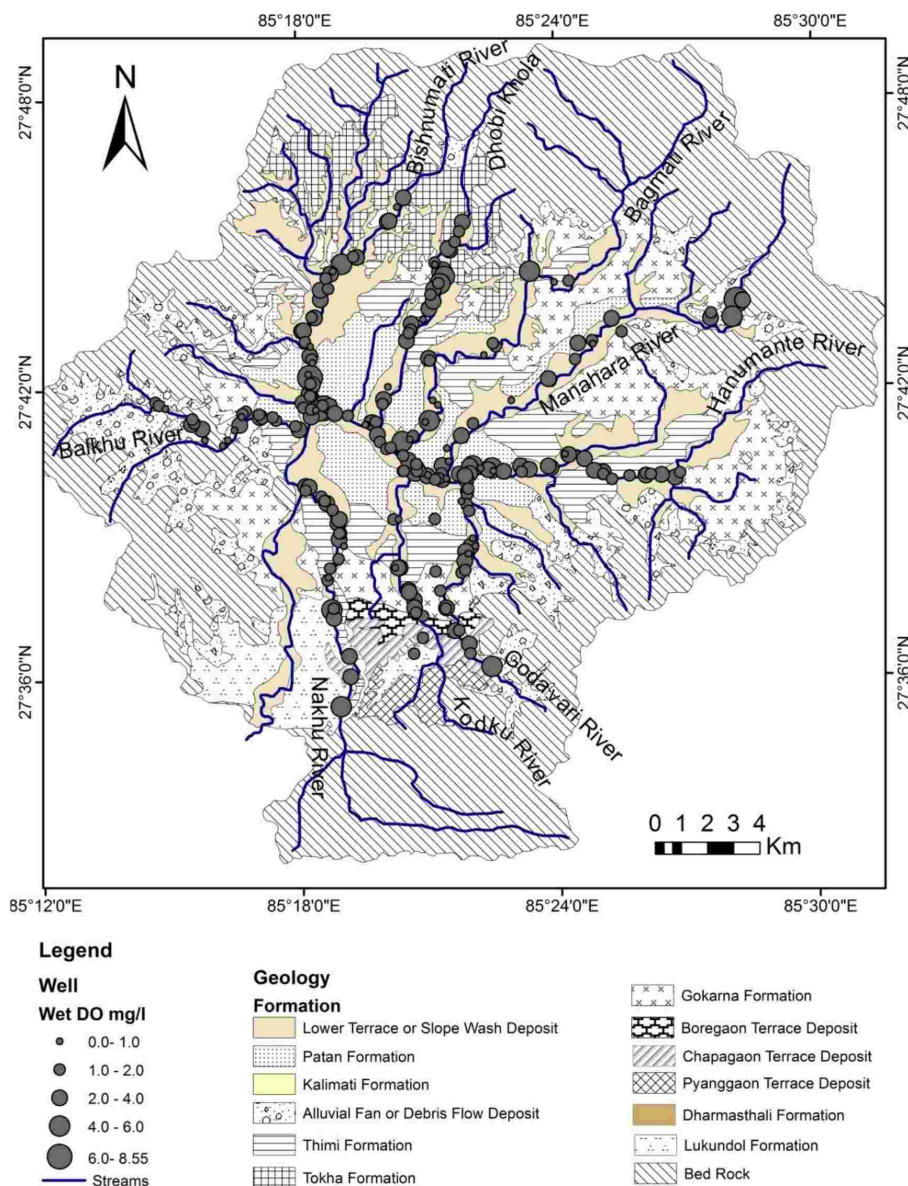 85°18'0"E
85°24'0"E
85°30'0"E
N
27°48'0"N
27°48'0"N
Bishnumati River
Dhobi Khola
Bagmati River
27°42'0"N
27°42'0"N
Manahara River
Hanumante River
Balkhu River
27°36'0"N
27°36'0"N
Nakhu River
Kodku River
Godavari River
0 1 2 3 4
Km
85°12'0"E
85°18'0"E
85°24'0"E
85°30'0"E
Legend
Well
Wet DO mg/l
0.0- 1.0
1.0 - 2.0
2.0 - 4.0
4.0 - 6.0
6.0- 8.55
Streams
Geology
Formation
Lower Terrace or Slope Wash Deposit
Patan Formation
Kalimati Formation
Alluvial Fan or Debris Flow Deposit
Thimi Formation
Tokha Formation
Gokarna Formation
Boregaon Terrace Deposit
Chapagaon Terrace Deposit
Pyanggaon Terrace Deposit
Dharmasthali Formation
Lukundol Formation
Bed Rock